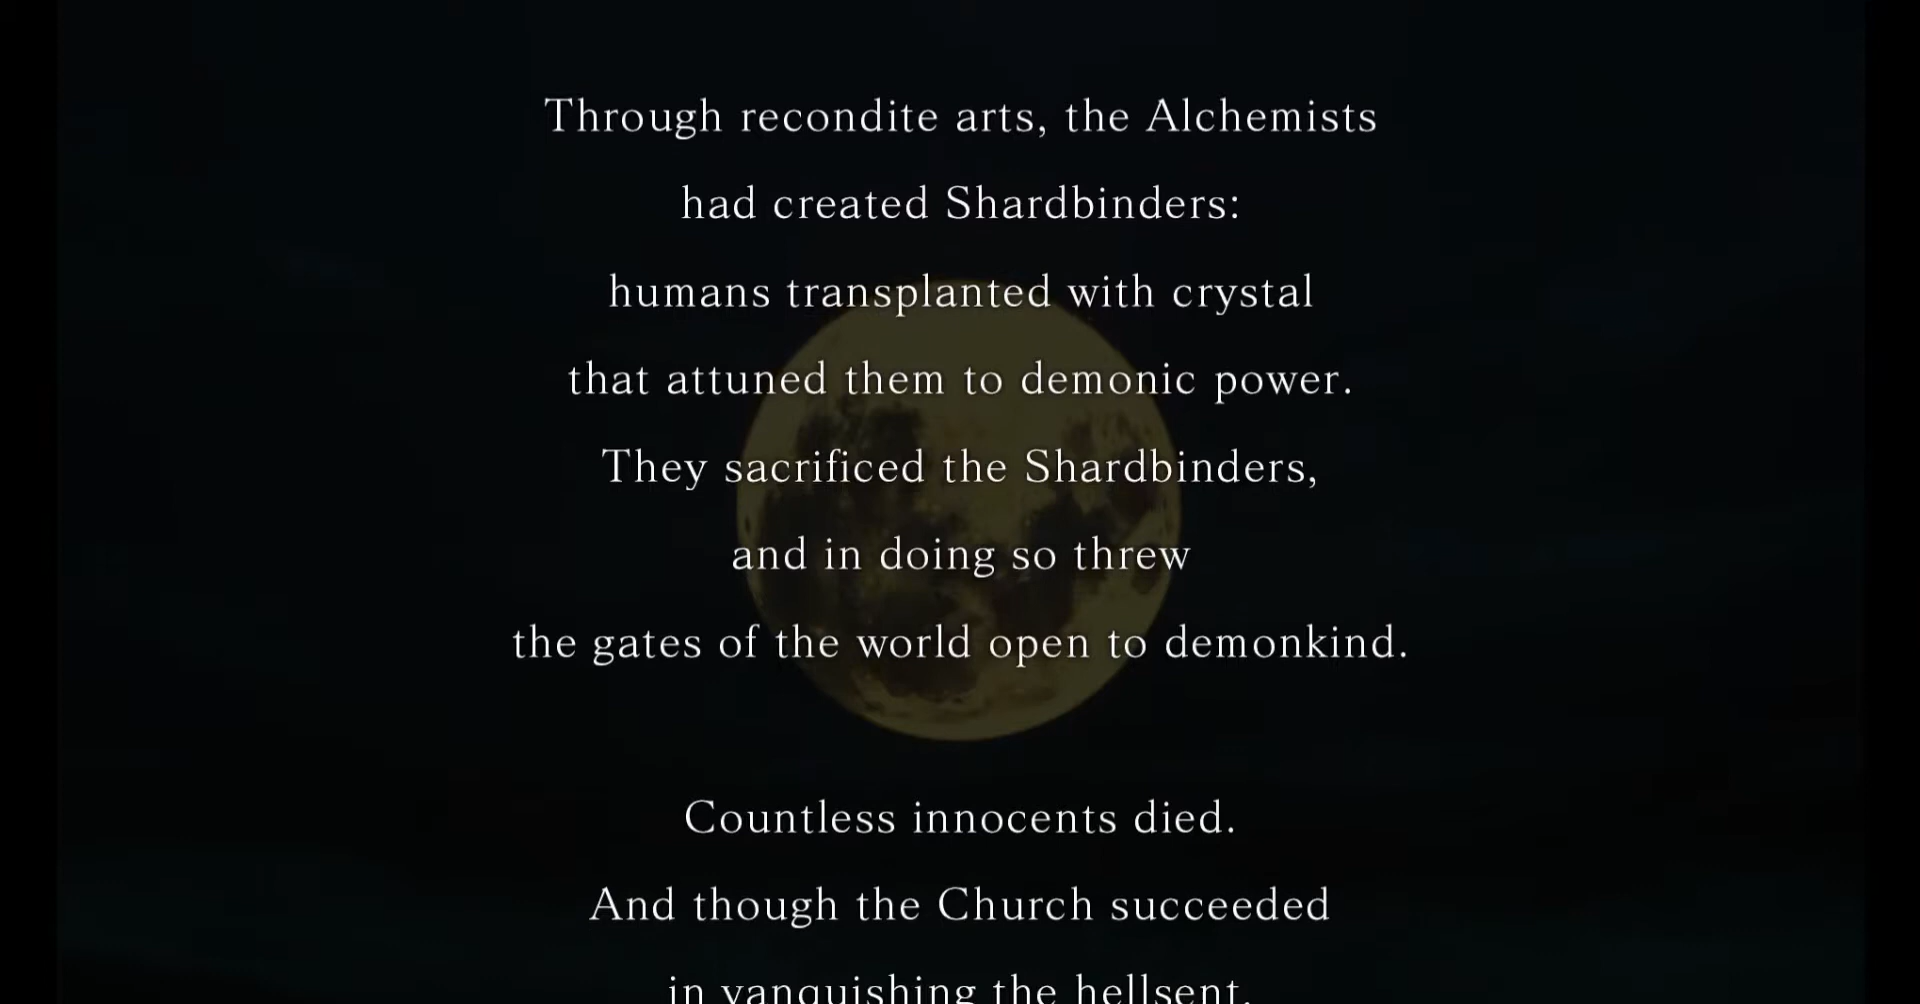 Through recondite arts, the Alchemists
had created Shardbinders:
humans transplanted with crystal
that attuned them to demonic power.
They sacrificed the Shardbinders,
and in doing so threw
the gates of the world open to demonkind.
Countless innocents died.
And though the Church succeeded
in vanquishing the hellsent,